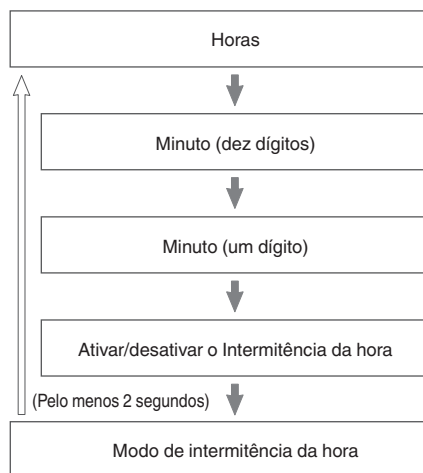 Horas
Minuto (dez dígitos)
Minuto (um dígito)
Ativar/desativar o Intermitência da hora
(Pelo menos 2 segundos)
Modo de intermitência da hora